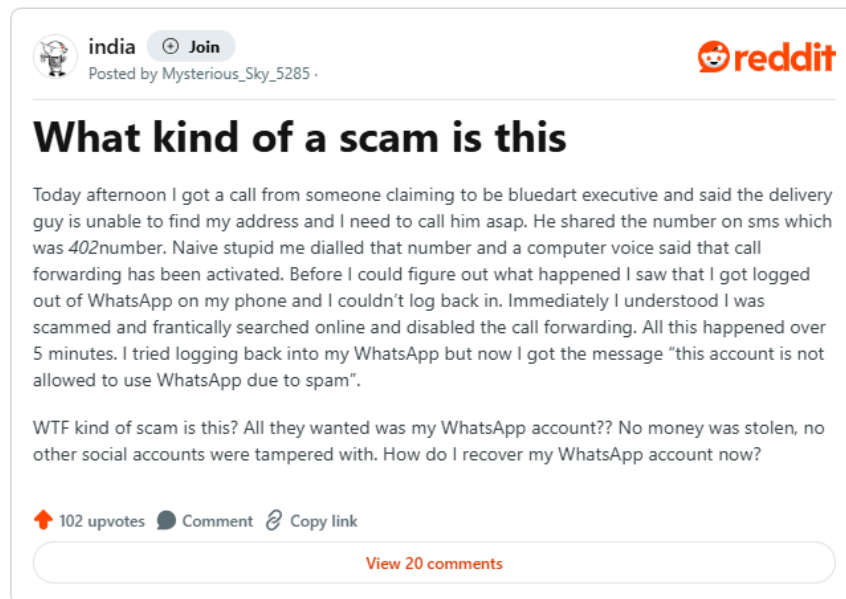 india Join
reddit
Posted by Mysterious_Sky_5285 ·
What kind of a scam is this
Today afternoon I got a call from someone claiming to be bluedart executive and said the delivery
guy is unable to find my address and I need to call him asap. He shared the number on sms which
was 402number. Naive stupid me dialled that number and a computer voice said that call
forwarding has been activated. Before I could figure out what happened I saw that I got logged
out of WhatsApp on my phone and I couldn't log back in. Immediately I understood I was
scammed and frantically searched online and disabled the call forwarding. All this happened over
5 minutes. I tried logging back into my WhatsApp but now I got the message “this account is not
allowed to use WhatsApp due to spam”.
WTF kind of scam is this? All they wanted was my WhatsApp account?? No money was stolen, no
other social accounts were tampered with. How do I recover my WhatsApp account now?
102 upvotes Comment Copy link
View 20 comments